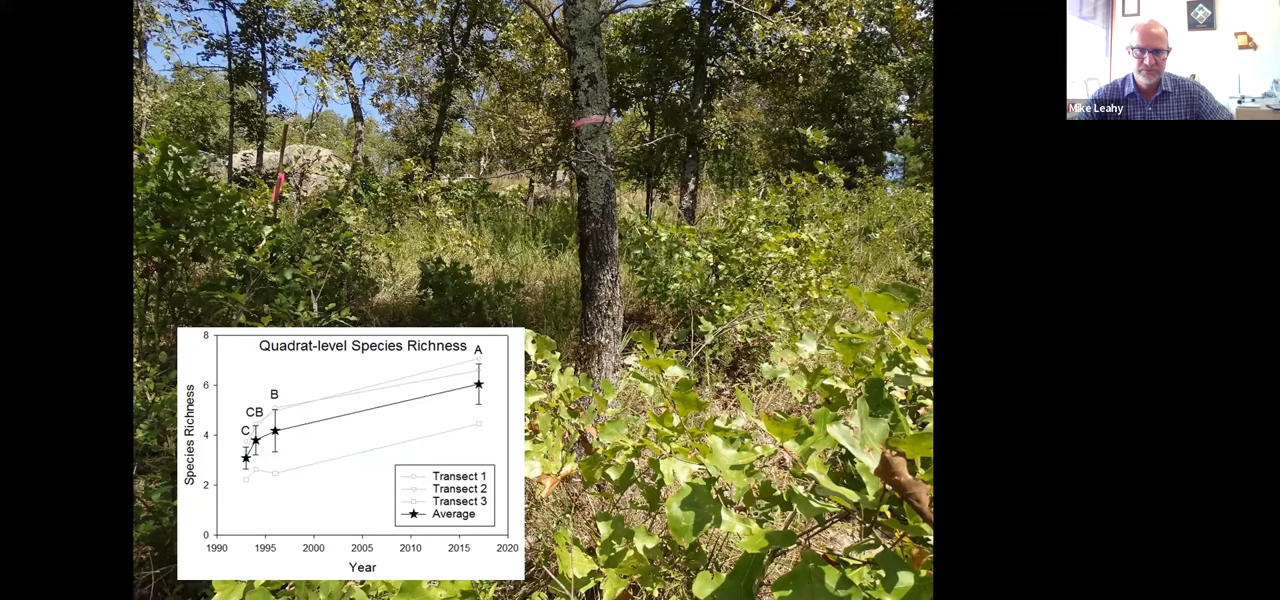 Mike Leahy
Quadrat-level Species Richness
Species Richness
8
6
4
2
0
C
CB
B
A
Transect 1
Transect 2
Transect 3
Average
1990 1995 2000 2005 2010 2015 2020
Year